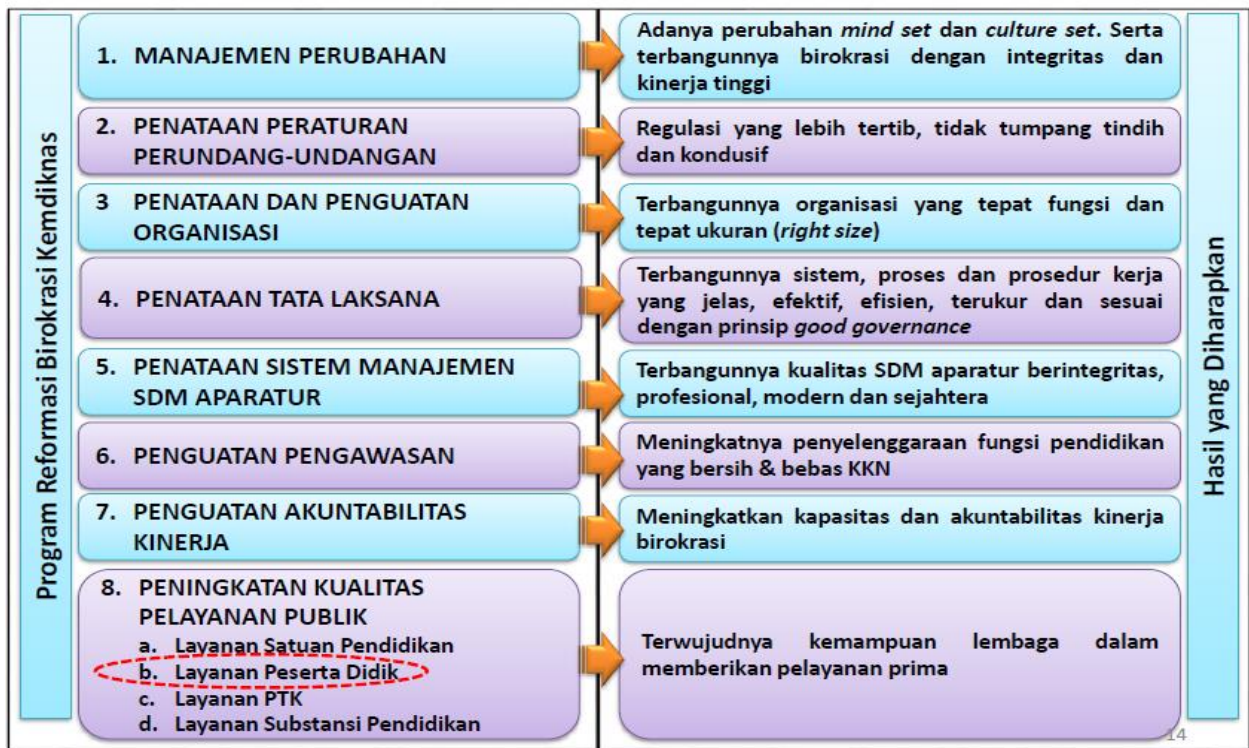 Program Reformasi Birokrasi Kemdiknas
1. MANAJEMEN PERUBAHAN
Adanya perubahan mind set dan culture set. Serta
terbangunnya birokrasi dengan integritas dan
kinerja tinggi
2. PENATAAN PERATURAN
PERUNDANG-UNDANGAN
Regulasi yang lebih tertib, tidak tumpang tindih
dan kondusif
3 PENATAAN DAN PENGUATAN
ORGANISASI
Terbangunnya organisasi yang tepat fungsi dan
tepat ukuran (right size)
4. PENATAAN TATA LAKSANA
Terbangunnya sistem, proses dan prosedur kerja
yang jelas, efektif, efisien, terukur dan sesuai
dengan prinsip good governance
5. PENATAAN SISTEM MANAJEMEN
SDM APARATUR
Terbangunnya kualitas SDM aparatur berintegritas,
profesional, modern dan sejahtera
6. PENGUATAN PENGAWASAN
Meningkatnya penyelenggaraan fungsi pendidikan
yang bersih & bebas KKN
7. PENGUATAN AKUNTABILITAS
KINERJA
Meningkatkan kapasitas dan akuntabilitas kinerja
birokrasi
8. PENINGKATAN KUALITAS
PELAYANAN PUBLIK
a. Layanan Satuan Pendidikan
b. Layanan Peserta Didik
c. Layanan PTK
d. Layanan Substansi Pendidikan
Terwujudnya kemampuan lembaga dalam
memberikan pelayanan prima
Hasil yang Diharapkan
14